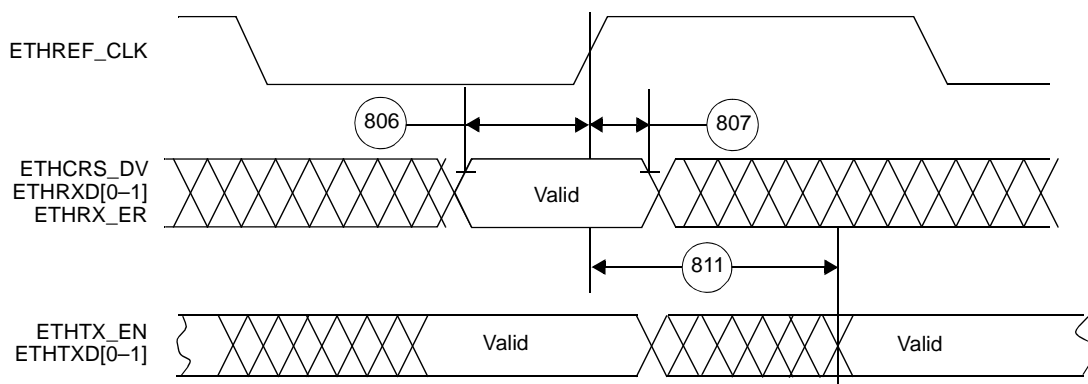 ETHREF_CLK
806
807
ETHCRS_DV
ETHRXD[0–1]
ETHRX_ER
Valid
811
ETHTX_EN
ETHTXD[0–1]
Valid
Valid